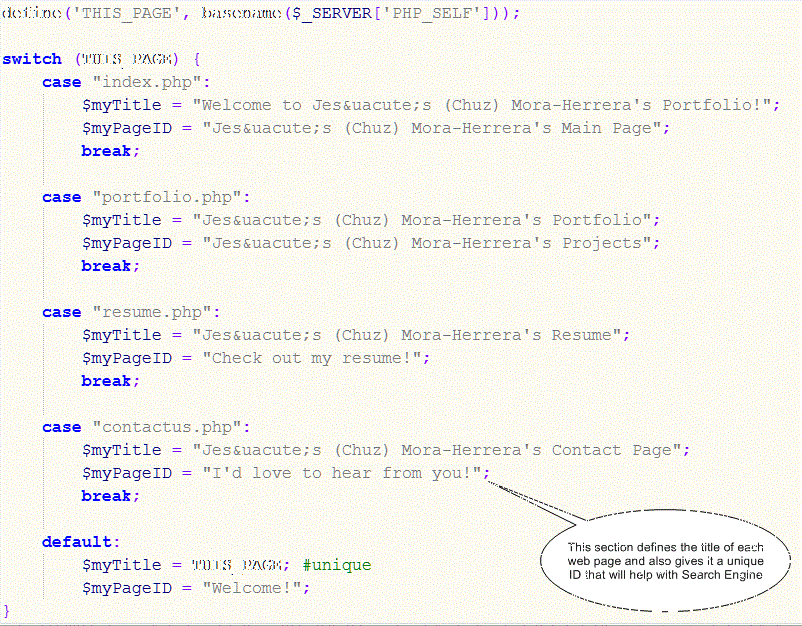 define('THIS_PAGE', basename($_SERVER['PHP_SELF']));
switch (THIS_PAGE) {
    case "index.php":
        $myTitle = "Welcome to Jes&uacute;s (Chuz) Mora-Herrera's Portfolio!";
        $myPageID = "Jes&uacute;s (Chuz) Mora-Herrera's Main Page";
        break;
    case "portfolio.php":
        $myTitle = "Jes&uacute;s (Chuz) Mora-Herrera's Portfolio";
        $myPageID = "Jes&uacute;s (Chuz) Mora-Herrera's Projects";
        break;
    case "resume.php":
        $myTitle = "Jes&uacute;s (Chuz) Mora-Herrera's Resume";
        $myPageID = "Check out my resume!";
        break;
    case "contactus.php":
        $myTitle = "Jes&uacute;s (Chuz) Mora-Herrera's Contact Page";
        $myPageID = "I'd love to hear from you!";
        break;
    default:
        $myTitle = THIS_PAGE; #unique
        $myPageID = "Welcome!";
}
This section defines the title of each
web page and also gives it a unique
ID that will help with Search Engine